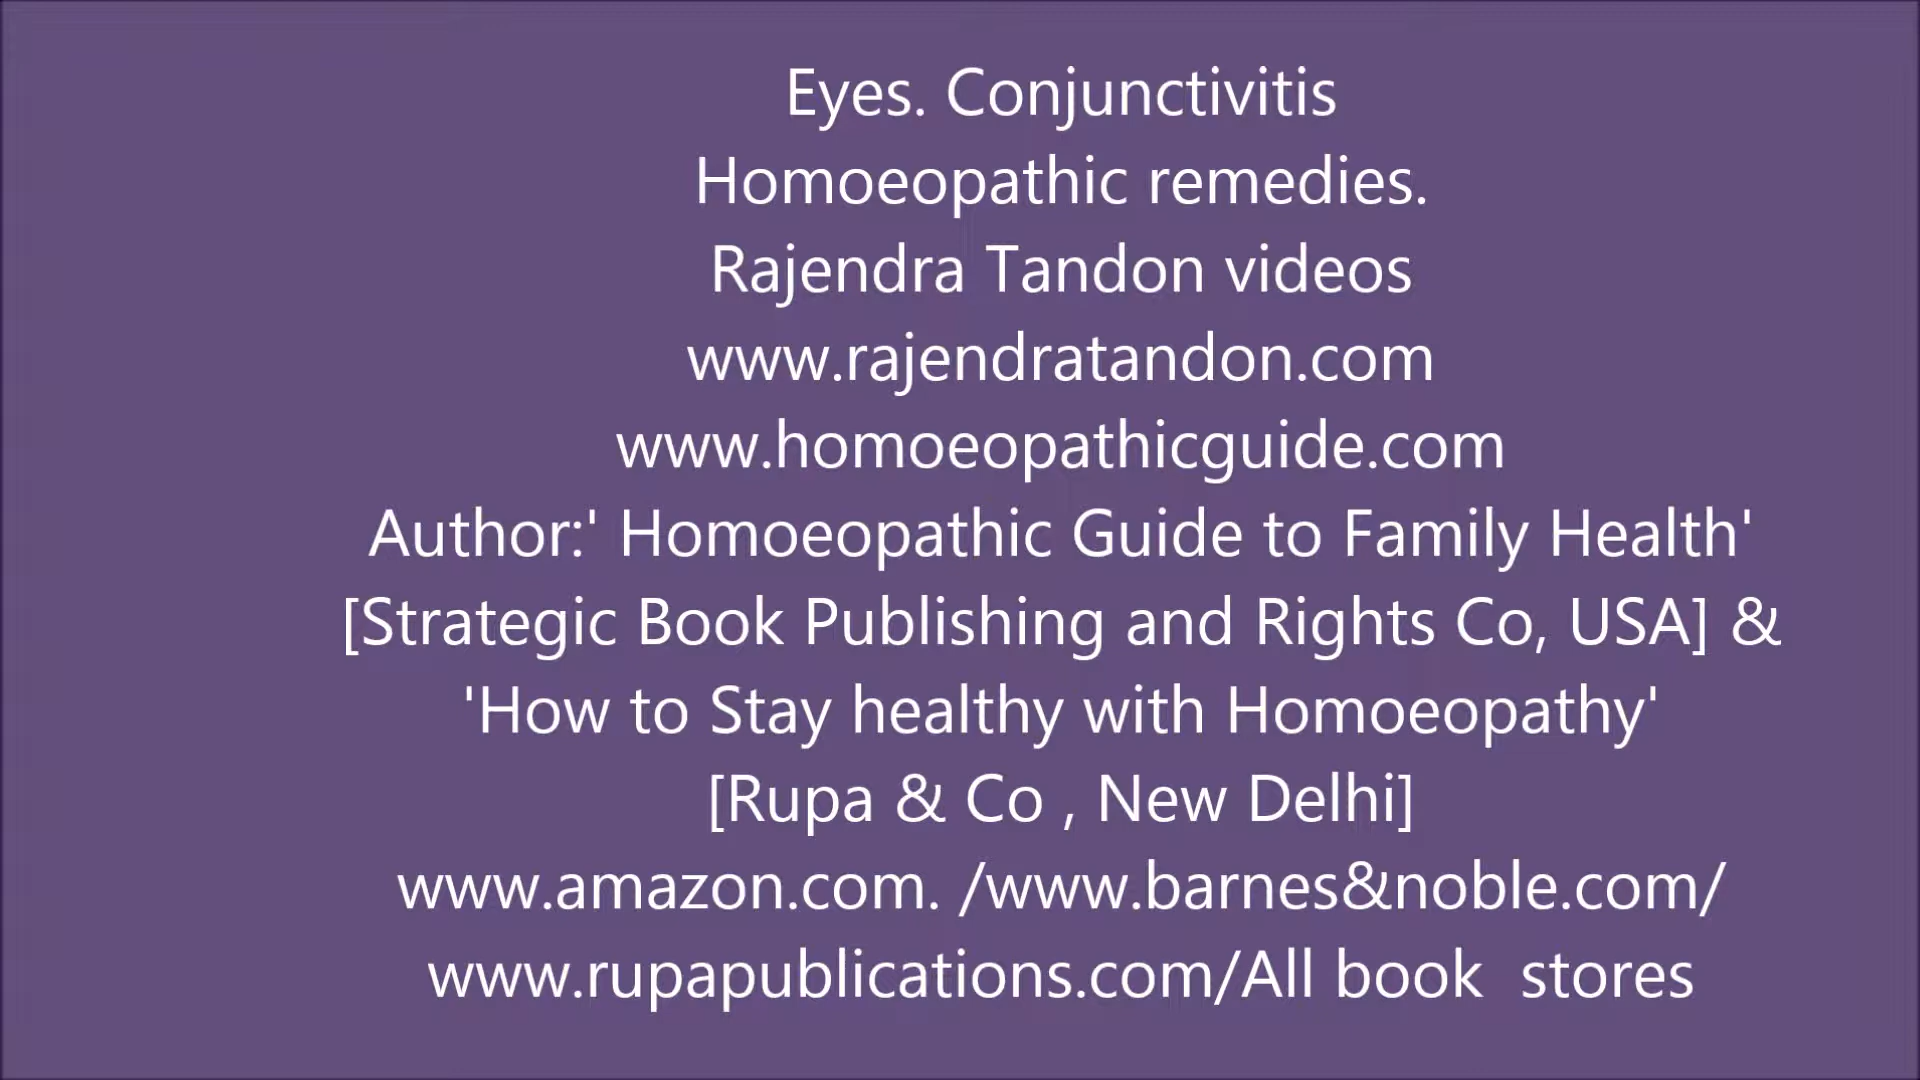 Eyes. Conjunctivitis
Homoeopathic remedies.
Rajendra Tandon videos
www.rajendratandon.com
www.homoeopathicguide.com
Author:' Homoeopathic Guide to Family Health'
[Strategic Book Publishing and Rights Co, USA] &
'How to Stay healthy with Homoeopathy'
[Rupa & Co , New Delhi]
www.amazon.com. /www.barnes&noble.com/
www.rupapublications.com/All book  stores